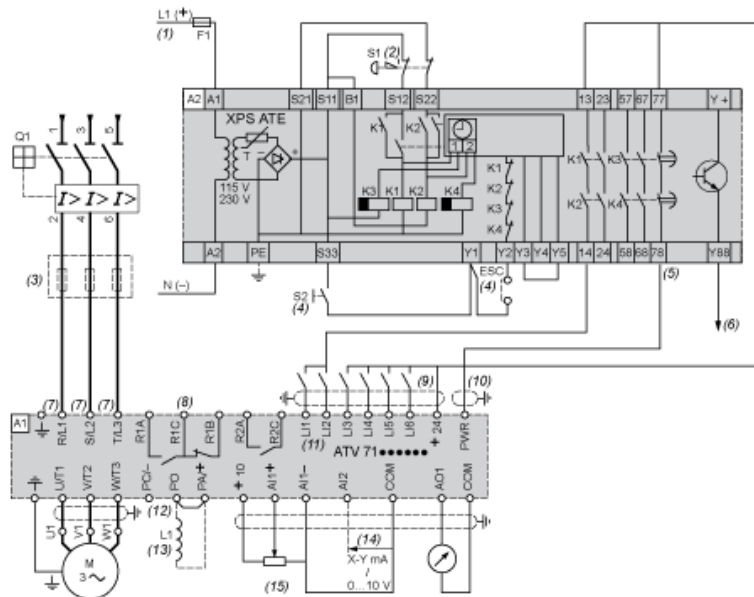 L1 (+)
(1)
F1
S1 (2)
A2 A1 S21 S11 B1 S12 S22 13 23 57 67 77 Y +
XPS ATE
K1 K2
T
+
1 2
115 V
230 V
K3 K1 K2 K4
K1
K2
K3
K4
K1 K3
K2 K4
A2 PE S33 Y1 Y2 Y3 Y4 Y5 14 24 58 68 78 Y88
Q1
1 3 5
I> I> I>
2 4 6
(3)
N (–)
S2
(4)
ESC
(4)
(5)
(6)
(7) (7) (7) (8) (9) (10)
A1
R/L1 S/L2 T/L3 R1A R1C R1B R2A R2C LI1 LI2 LI3 LI4 LI5 LI6 + 24 PWR
(11)
ATV 71••••••
U/T1 V/T2 W/T3 PC/– PO PA/+ + 10 AI1+ AI1– AI2 COM AO1 COM
(12)
U1 V1 W1
L1
(13)
M
3 ~
(14)
X-Y mA
/
0...10 V
(15)